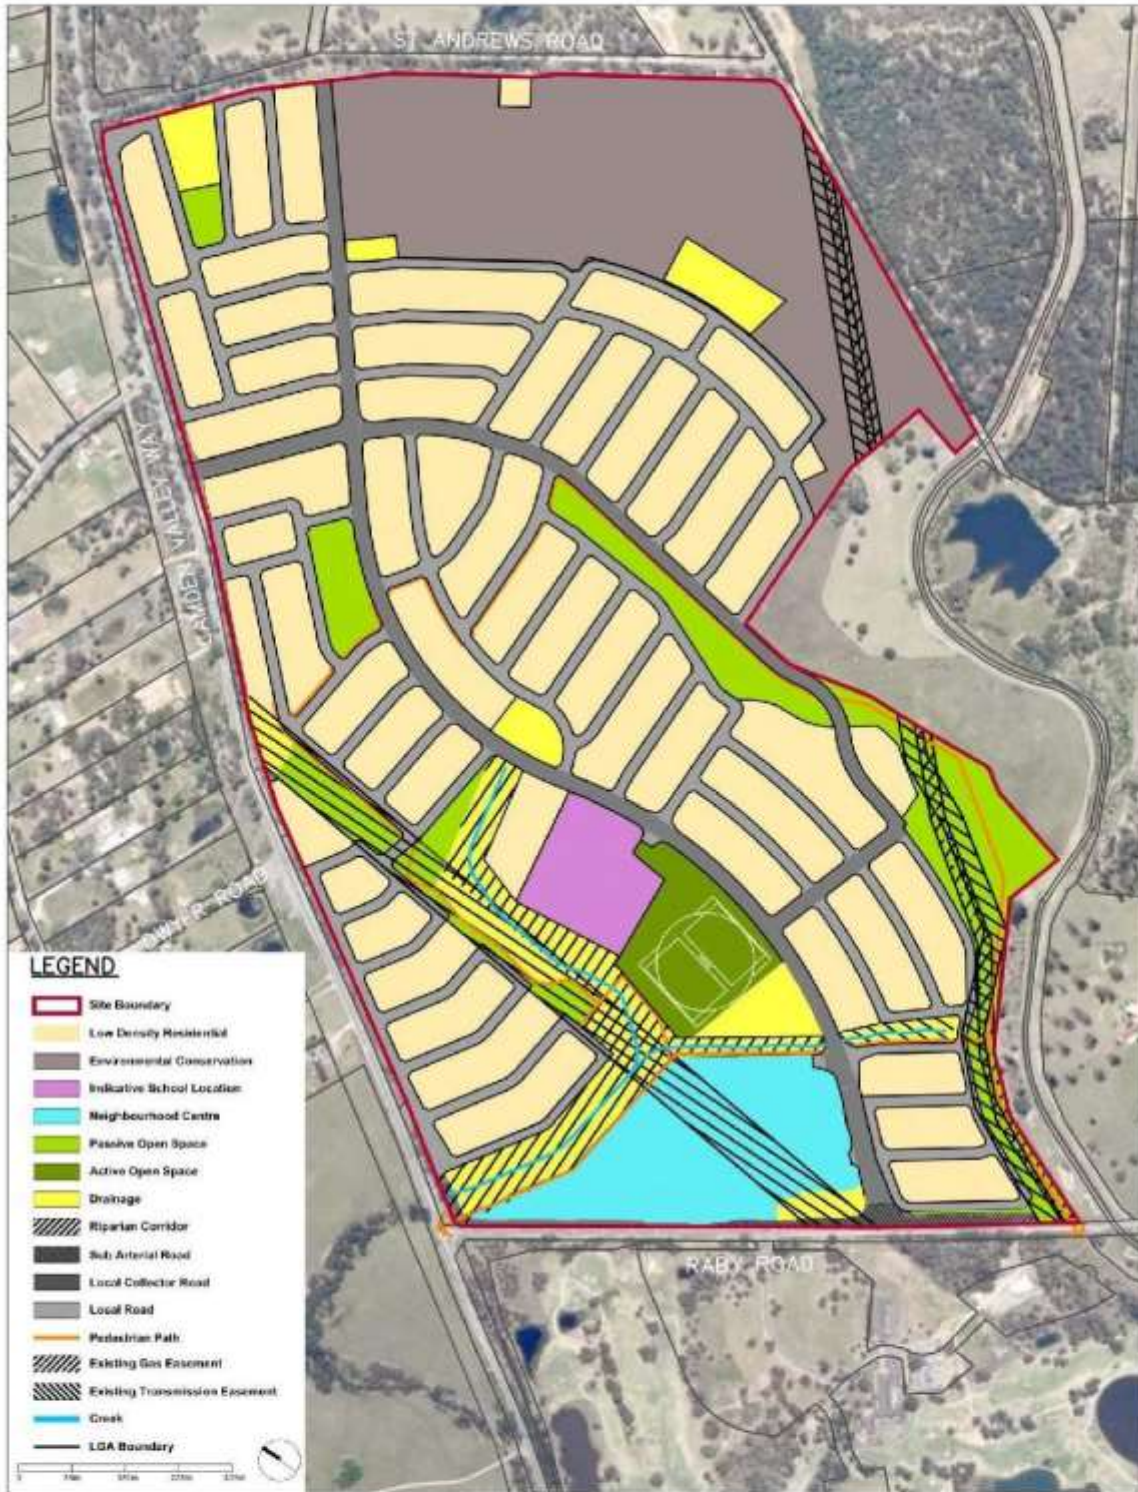 ST ANDREWS ROAD
CAMDEN VALLEY WAY
ROAD
LEGEND
Site Boundary
Low Density Residential
Environmental Conservation
Indicative School Location
Neighbourhood Centre
Passive Open Space
Active Open Space
Drainage
Riparian Corridor
Sub Arterial Road
Local Collector Road
Local Road
Pedestrian Path
Existing Gas Easement
Existing Transmission Easement
Creek
LGA Boundary
0
RABY ROAD